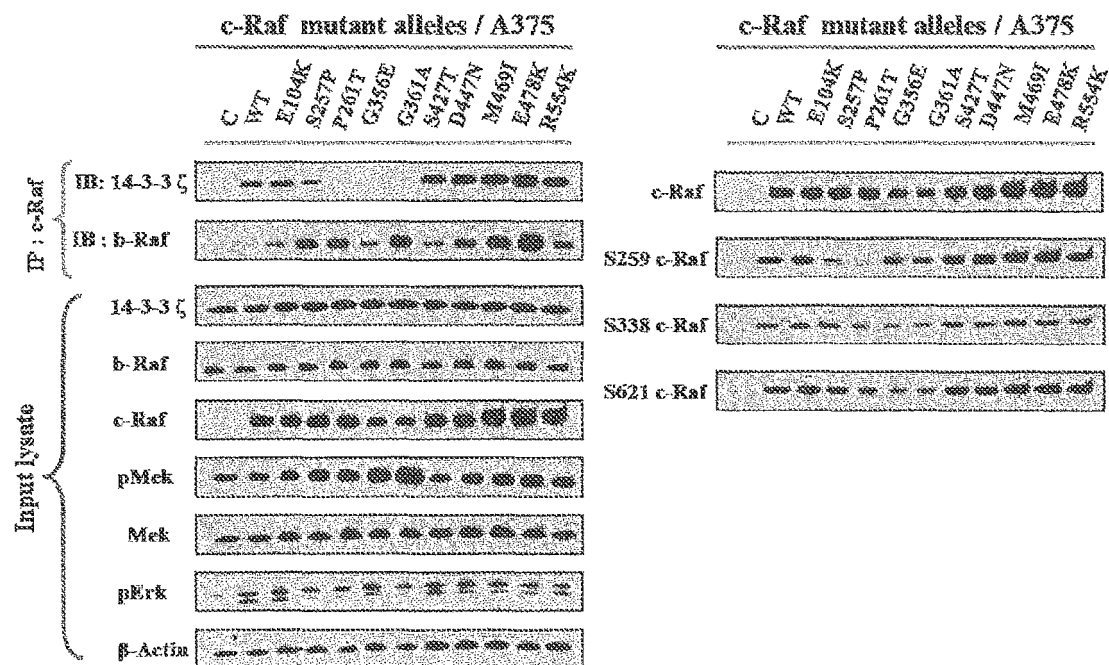 c-Raf mutant alleles / A375
C WT E104K S257P P261T G356E G361A S427T D447N M469I E478K R554K
IP : c-Raf
IB: 14-3-3 ζ
IB : b-Raf
Input lysate
14-3-3 ζ
b-Raf
c-Raf
pMek
Mek
pErk
β-Actin
c-Raf mutant alleles / A375
C WT E104K S257P P261T G356E G361A S427T D447N M469I E478K R554K
c-Raf
S259 c-Raf
S338 c-Raf
S621 c-Raf